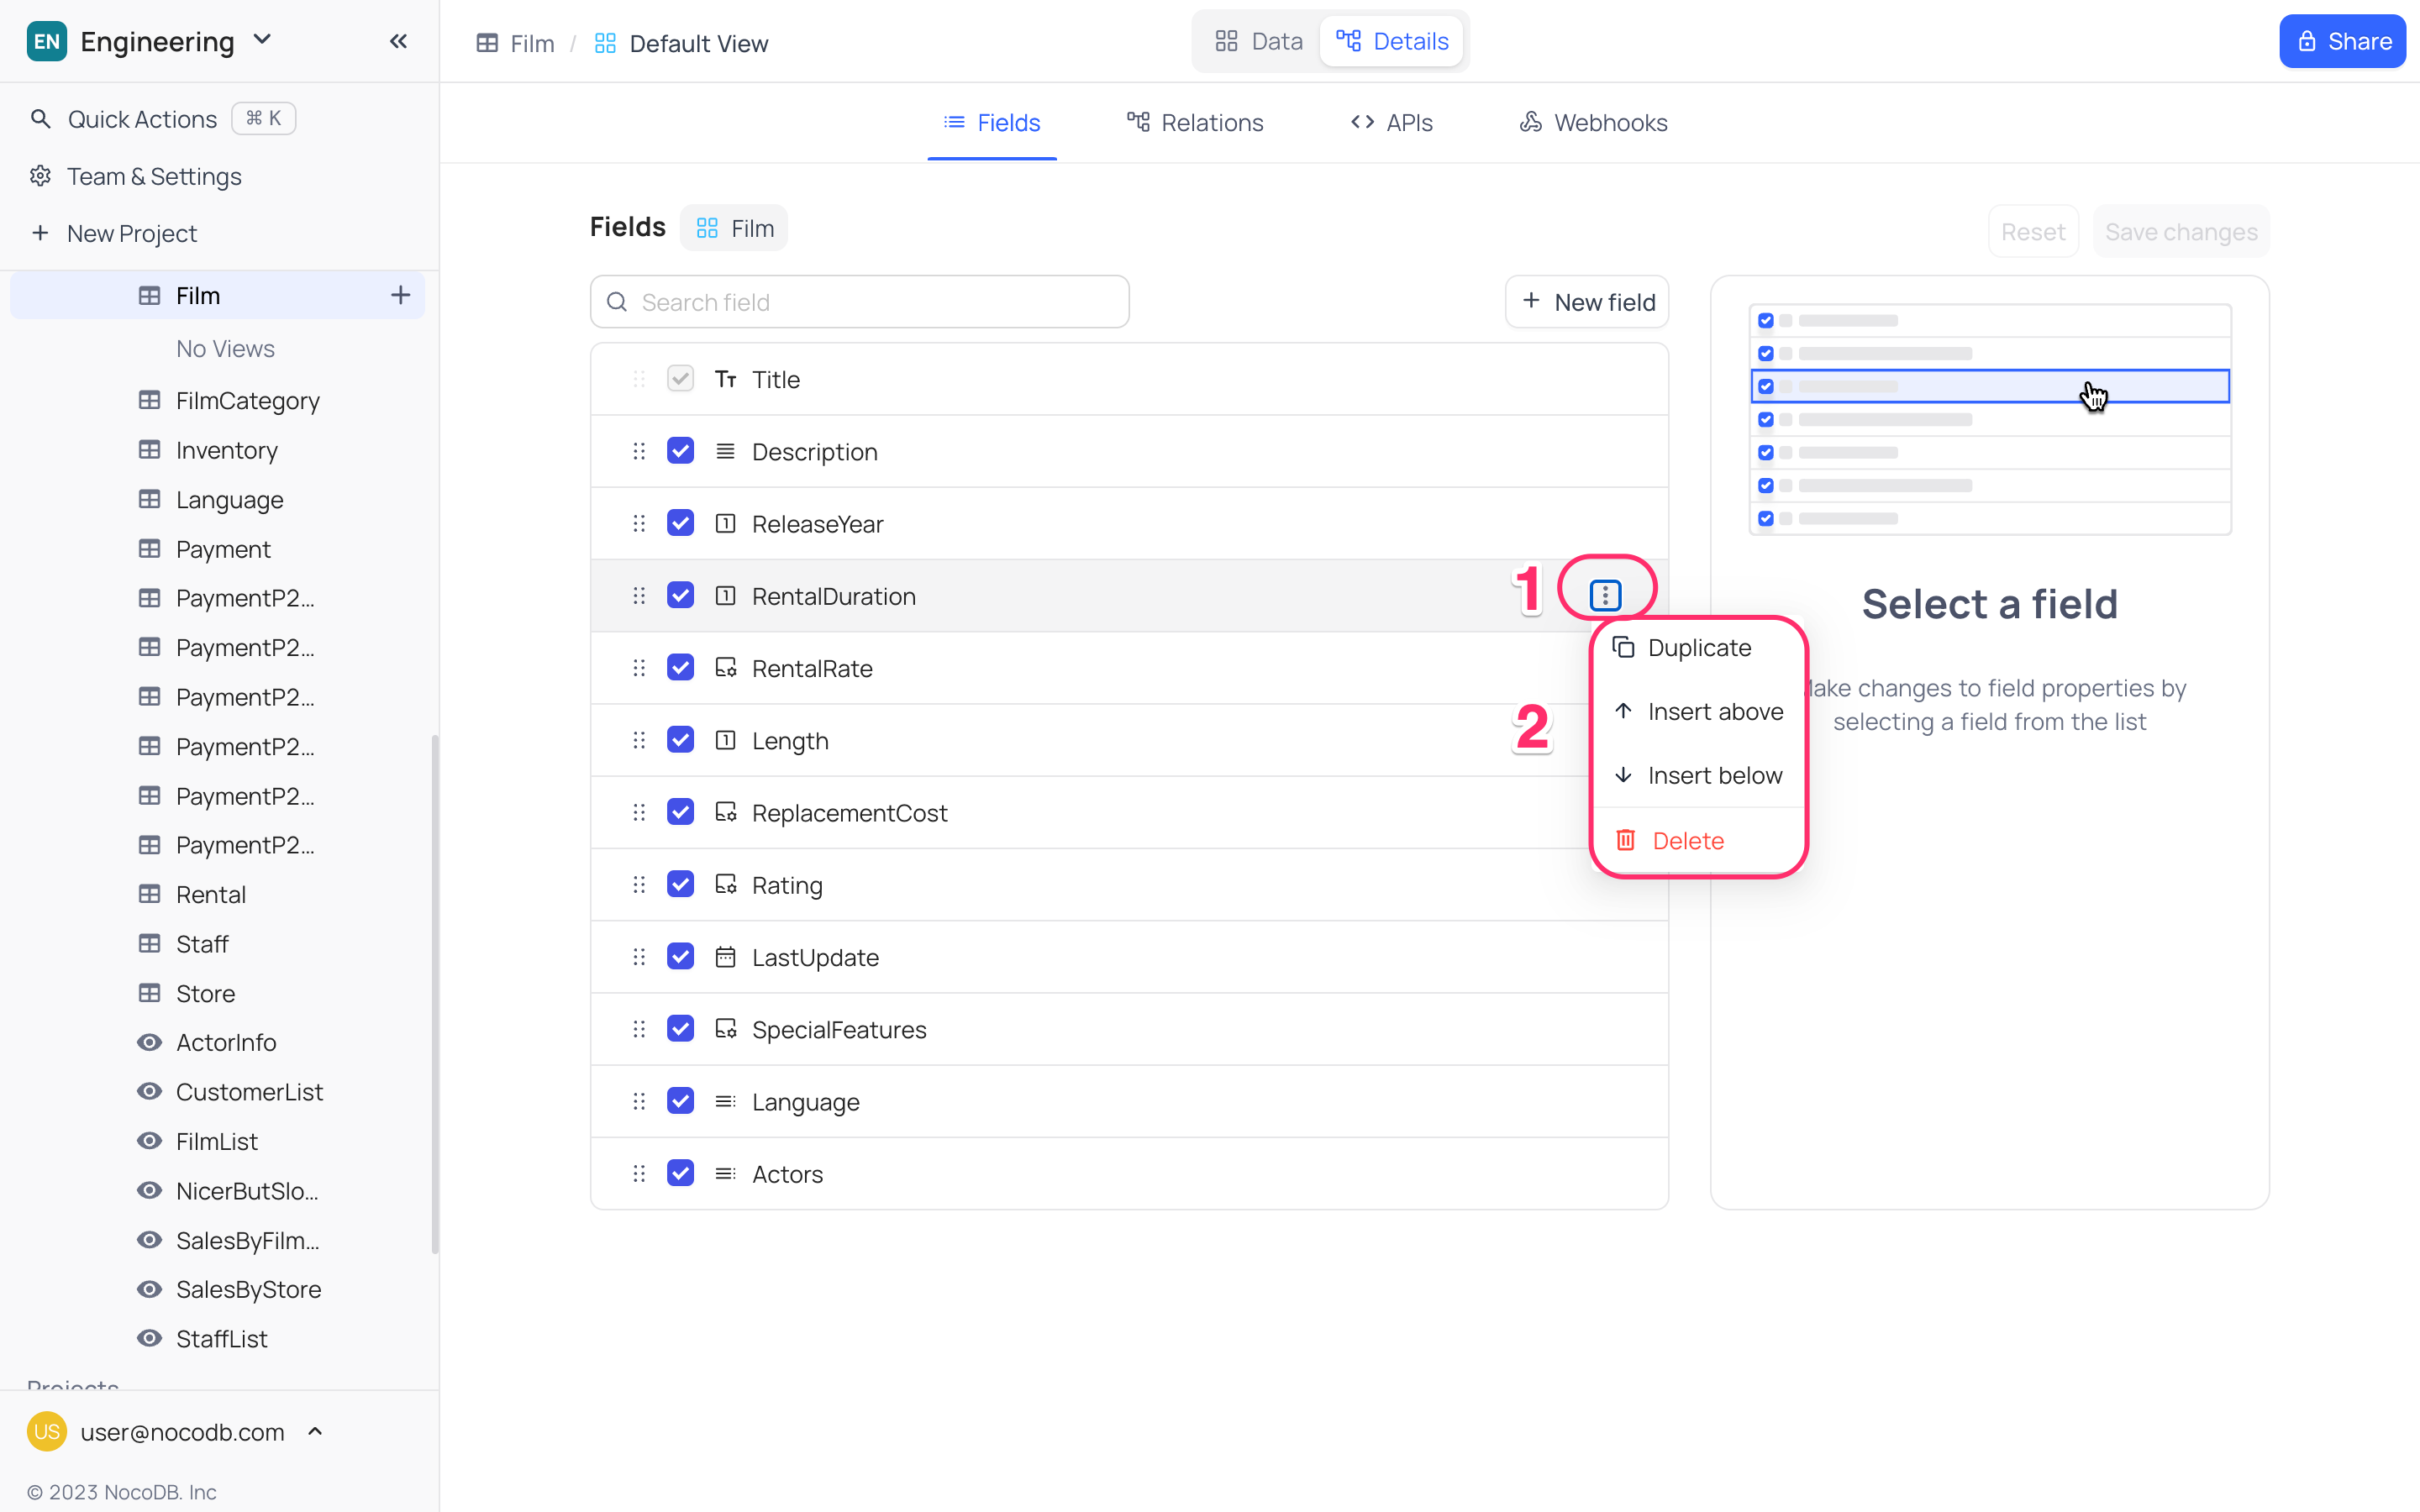 EN Engineering
Quick Actions ⌘ K
Team & Settings
New Project
Film
No Views
FilmCategory
Inventory
Language
Payment
PaymentP2...
PaymentP2...
PaymentP2...
PaymentP2...
PaymentP2...
PaymentP2...
Rental
Staff
Store
ActorInfo
CustomerList
FilmList
NicerButSlo...
SalesByFilm...
SalesByStore
StaffList
Projects
US user@nocodb.com
© 2023 NocoDB. Inc
Film / Default View
Data Details
Share
Fields Relations APIs Webhooks
Fields Film
Reset Save changes
Search field
New field
Title
Description
ReleaseYear
RentalDuration
RentalRate
Length
ReplacementCost
Rating
LastUpdate
SpecialFeatures
Language
Actors
1
2
Duplicate
Insert above
Insert below
Delete
Select a field
ake changes to field properties by
selecting a field from the list